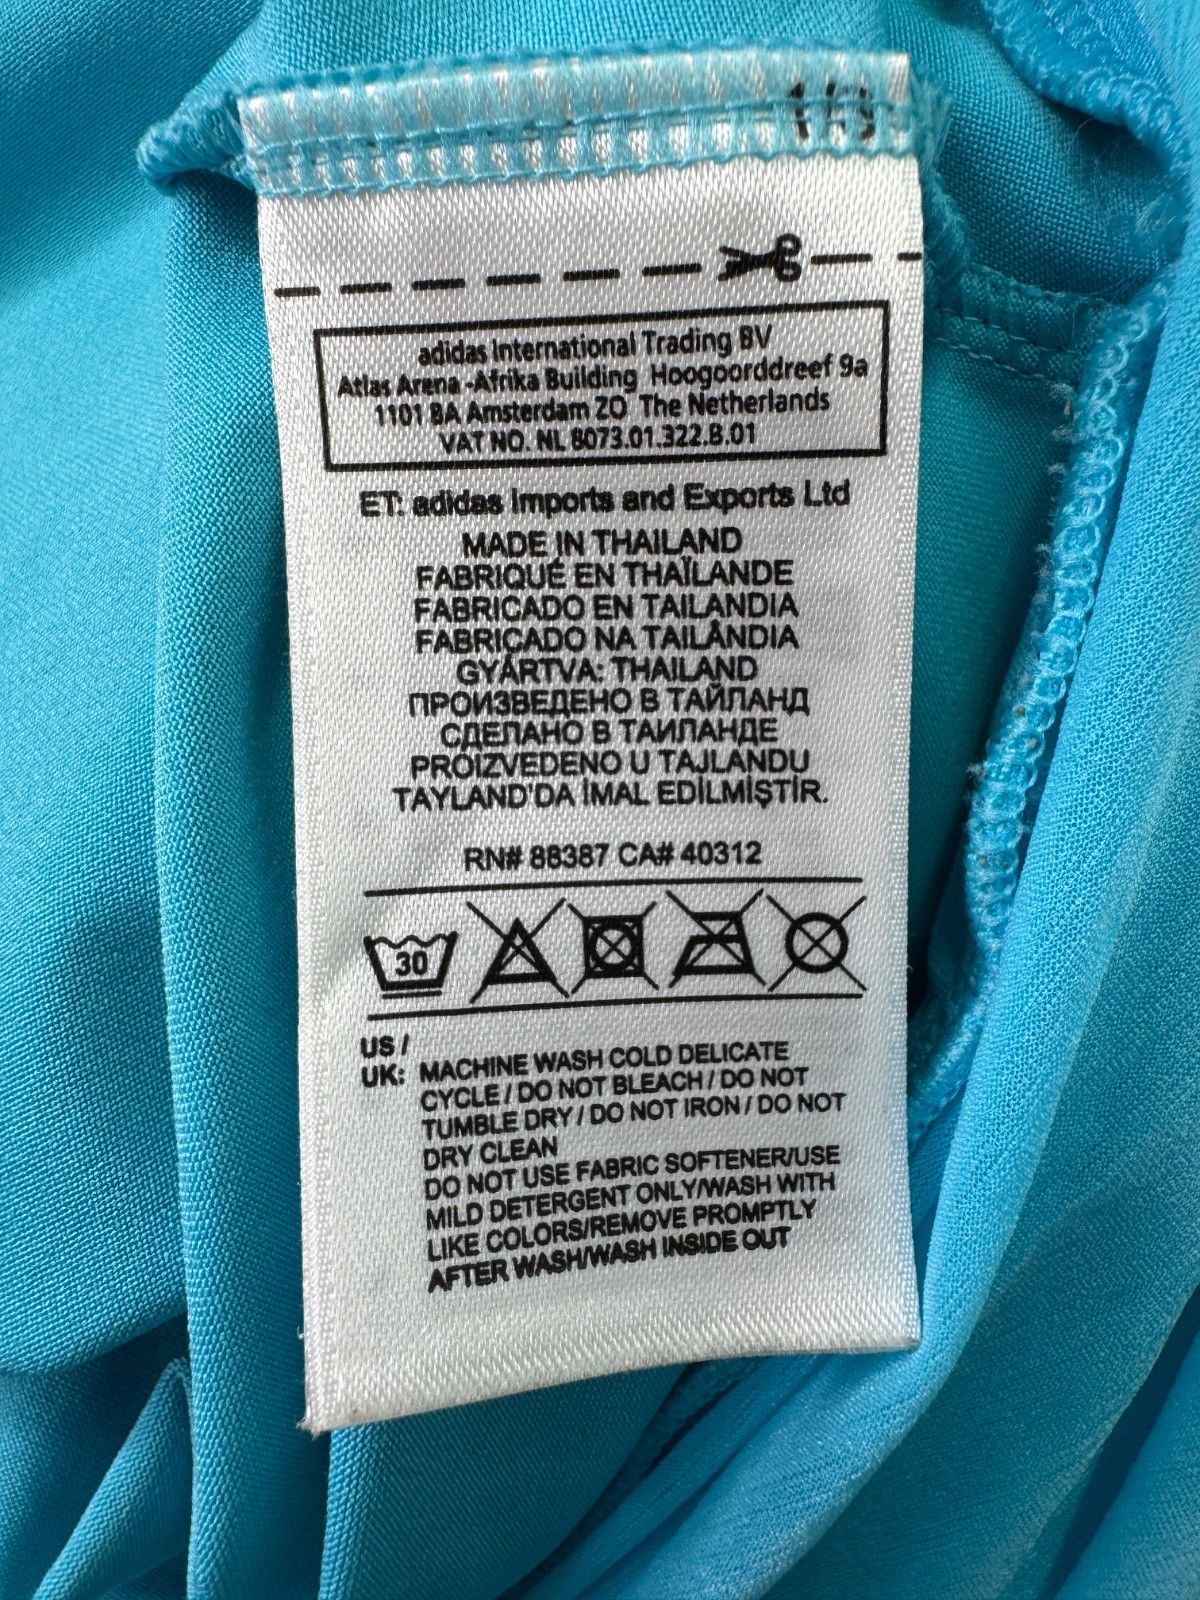 adidas International Trading BV
Atlas Arena -Afrika Building Hoogoorddreef 9a
1101 BA Amsterdam ZO The Netherlands
VAT NO. NL 8073.01.322.B.01
ET: adidas Imports and Exports Ltd
MADE IN THAILAND
FABRIQUÉ EN THAÏLANDE
FABRICADO EN TAILANDIA
FABRICADO NA TAILÂNDIA
GYÁRTVA: THAILAND
ПРОИЗВЕДЕНО В ТАЙЛАНД
СДЕЛАНО В ТАИЛАНДЕ
PROIZVEDENO U TAJLANDU
TAYLAND'DA İMAL EDİLMİŞTİR.
RN# 88387 CA# 40312
30
US /
UK: MACHINE WASH COLD DELICATE
CYCLE / DO NOT BLEACH / DO NOT
TUMBLE DRY / DO NOT IRON / DO NOT
DRY CLEAN
DO NOT USE FABRIC SOFTENER/USE
MILD DETERGENT ONLY/WASH WITH
LIKE COLORS/REMOVE PROMPTLY
AFTER WASH/WASH INSIDE OUT